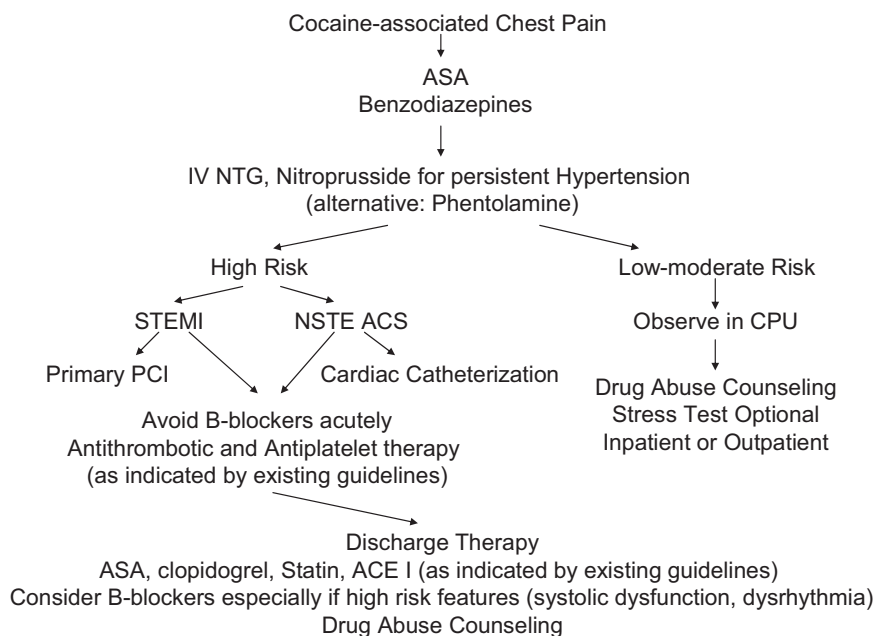 Cocaine-associated Chest Pain
ASA
Benzodiazepines
IV NTG, Nitroprusside for persistent Hypertension
(alternative: Phentolamine)
High Risk
Low-moderate Risk
STEMI
NSTE ACS
Observe in CPU
Primary PCI
Cardiac Catheterization
Drug Abuse Counseling
Stress Test Optional
Inpatient or Outpatient
Avoid B-blockers acutely
Antithrombotic and Antiplatelet therapy
(as indicated by existing guidelines)
Discharge Therapy
ASA, clopidogrel, Statin, ACE I (as indicated by existing guidelines)
Consider B-blockers especially if high risk features (systolic dysfunction, dysrhythmia)
Drug Abuse Counseling